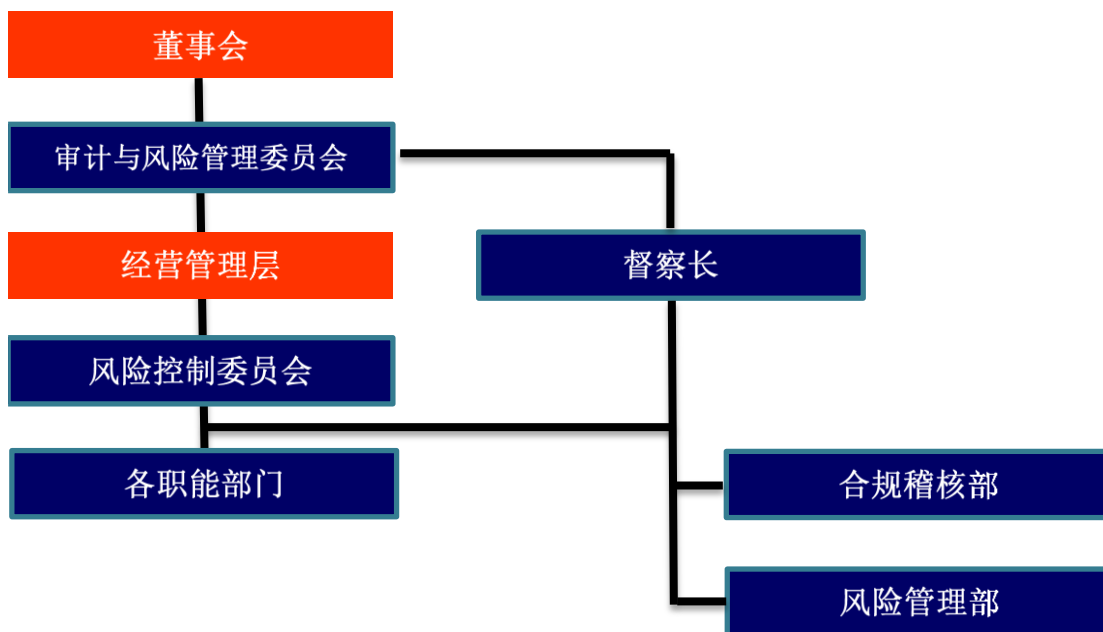 董事会
审计与风险管理委员会
经营管理层
督察长
风险控制委员会
各职能部门
合规稽核部
风险管理部